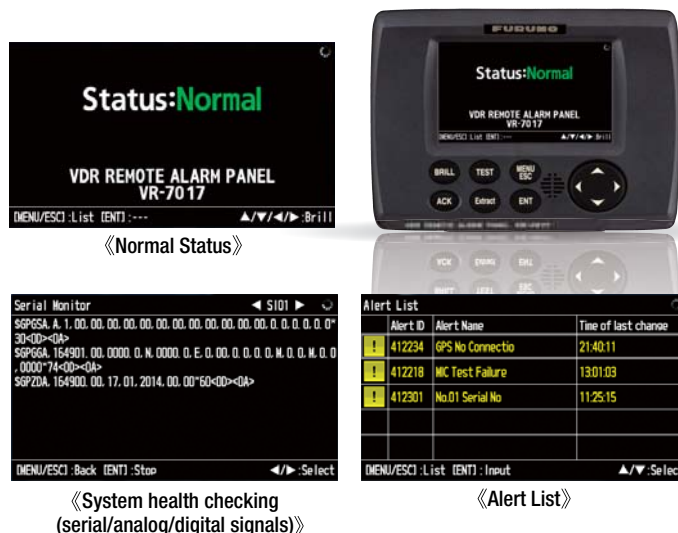 Status:Normal
VDR REMOTE ALARM PANEL
VR-7017
[MENU/ESC] :List [ENT] :--- ▲/▼/◀/▶:Brill
《Normal Status》
FURUNO
Status:Normal
VDR REMOTE ALARM PANEL
VR-7017
[MENU/ESC] List [ENT]:--- ▲/▼/◀/▶ :Brill
BRILL TEST MENU ESC
ACK Extract ENT
Serial Monitor ◀ SI01 ▶
$GPGSA, A, 1, 00, 00, 00, 00, 00, 00, 00, 00, 00, 00, 00, 00, 0. 0, 0. 0, 0. 0*
30<0D><0A>
$GPGGA, 164901. 00, 0000. 0, N, 0000. 0, E, 0, 00, 0. 0, 0. 0, M, 0. 0, M, 0. 0
, 0000*74<0D><0A>
$GPZDA, 164900. 00, 17, 01, 2014, 00, 00*60<0D><0A>
[MENU/ESC] :Back [ENT] :Stop ◀/▶:Select
《System health checking
(serial/analog/digital signals)》
Alert List
Alert ID Alert Name Time of last change
! 412234 GPS No Connectio 21:40:11
! 412218 MIC Test Failure 13:01:03
! 412301 No.01 Serial No 11:25:15
[MENU/ESC] :List [ENT] : Input ▲/▼:Selec
《Alert List》